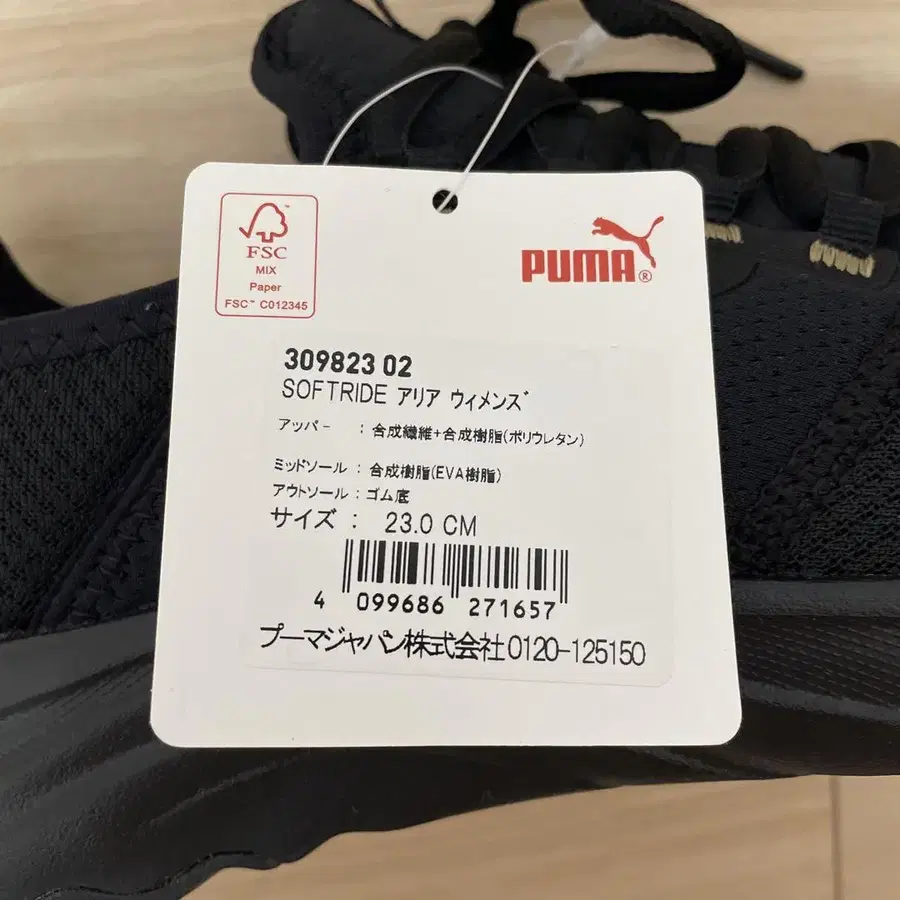 FSC
MIX
Paper
FSC™ C012345
PUMA®
309823 02
SOFTRIDE アリア ウィメンズ
アッパー : 合成繊維+合成樹脂(ポリウレタン)
ミッドソール : 合成樹脂(EVA樹脂)
アウトソール : ゴム底
サイズ : 23.0 CM
4 099686 271657
プーマジャパン株式会社0120-125150